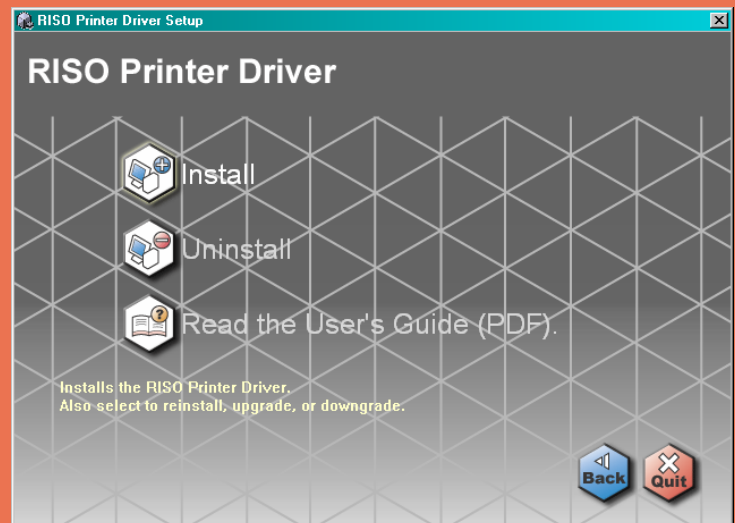 RISO Printer Driver Setup
RISO Printer Driver
Install
Uninstall
Read the User's Guide (PDF).
Installs the RISO Printer Driver.
Also select to reinstall, upgrade, or downgrade.
Back
Quit